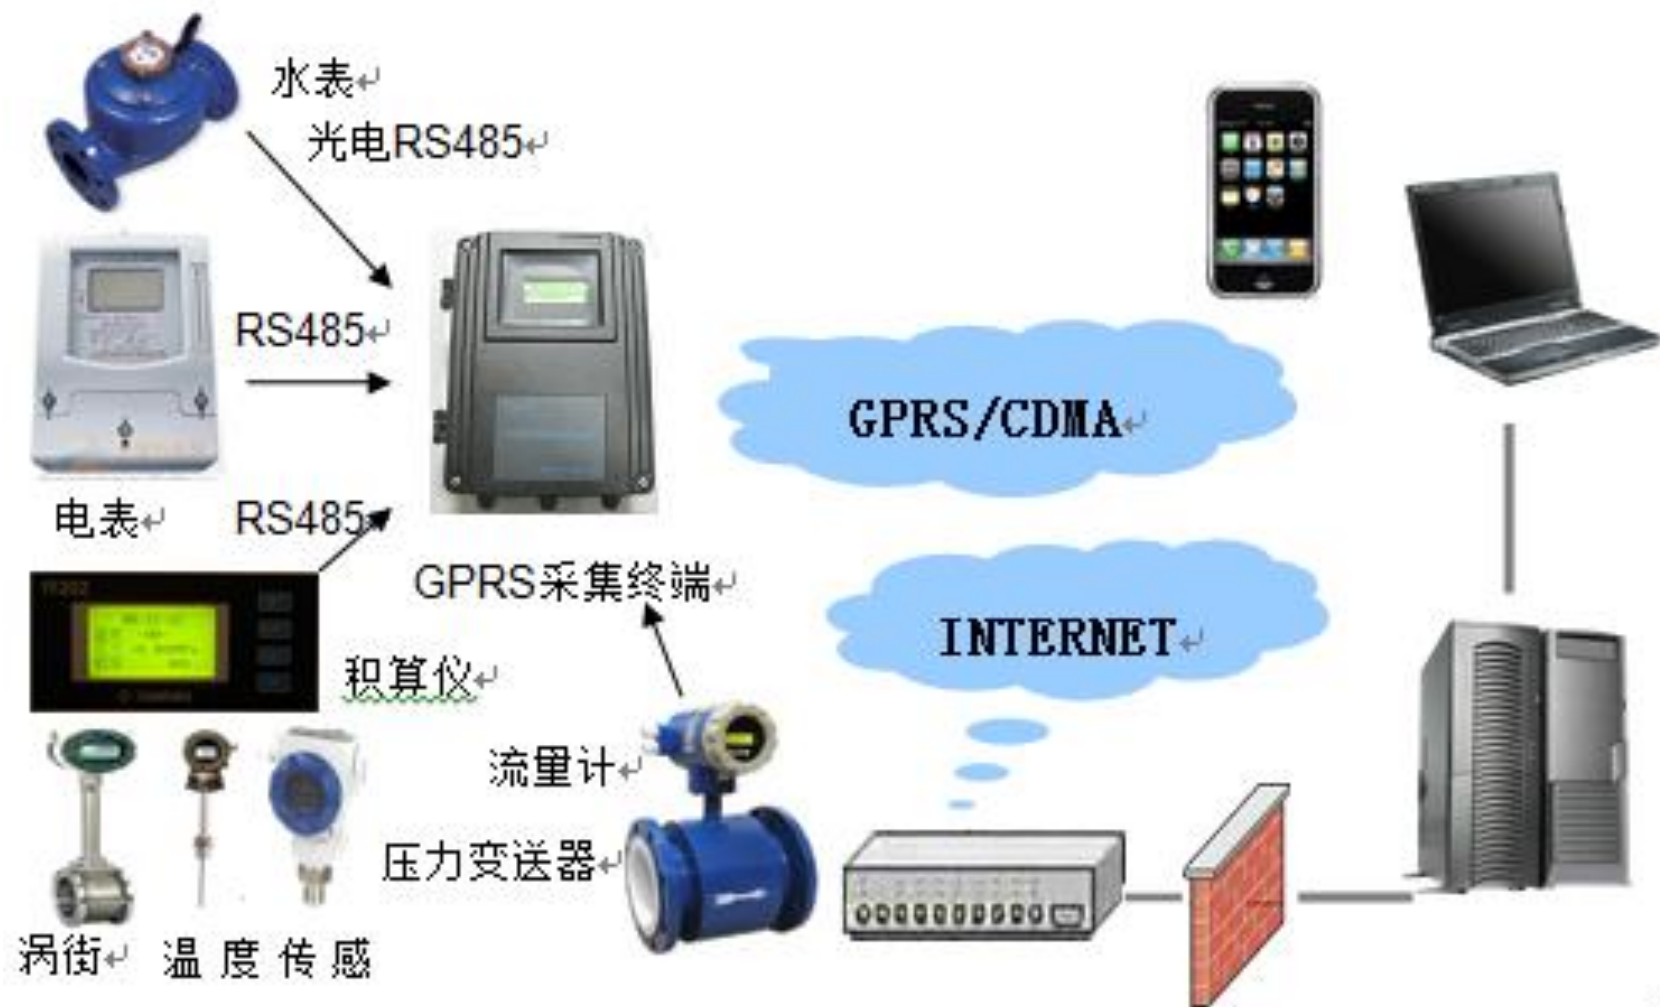 水表
光电RS485
RS485
电表
RS485
GPRS采集终端
积算仪
流量计
压力变送器
涡街
温度传感
GPRS/CDMA
INTERNET